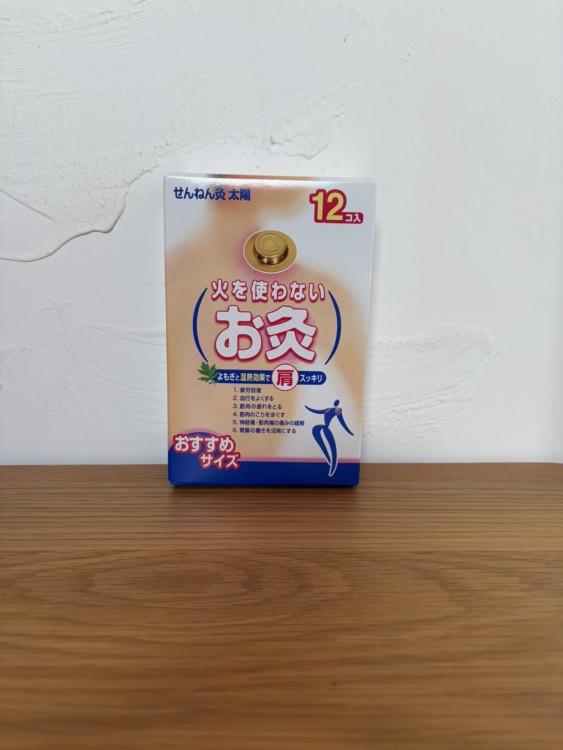 せんねん灸 太陽
12コ入
火を使わない
お灸
よもぎと温熱効果で 肩 スッキリ
1. 疲労回復
2. 血行をよくする
3. 筋肉の疲れをとる
4. 筋肉のこりをほぐす
5. 神経痛・筋肉痛の痛みの緩解
6. 胃腸の働きを活発にする
おすすめ
サイズ